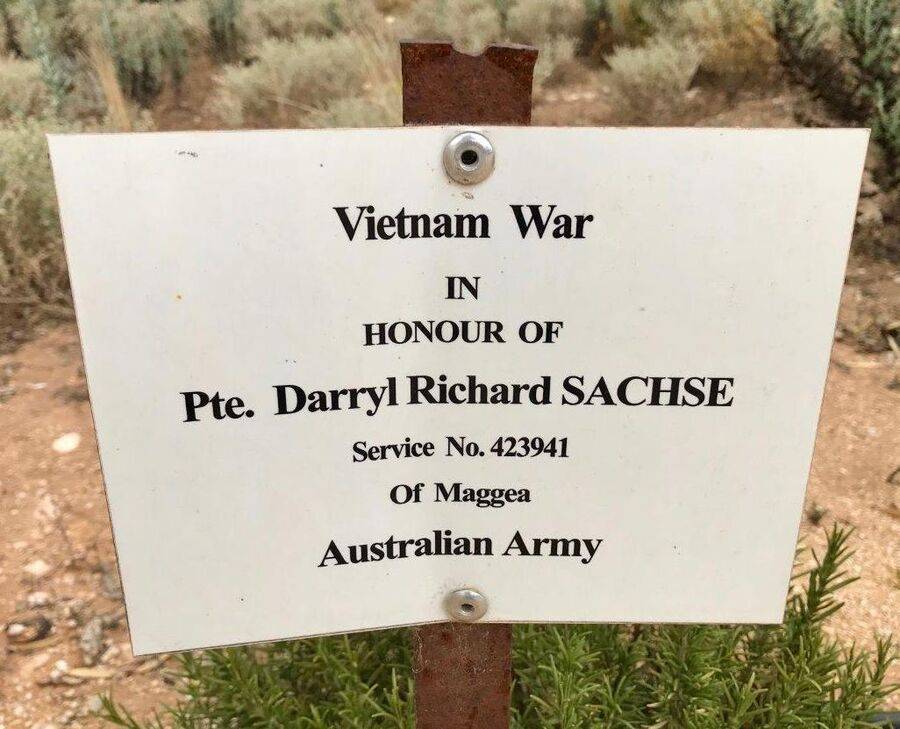 Vietnam War
IN
HONOUR OF
Pte. Darryl Richard SACHSE
Service No. 423941
Of Maggea
Australian Army